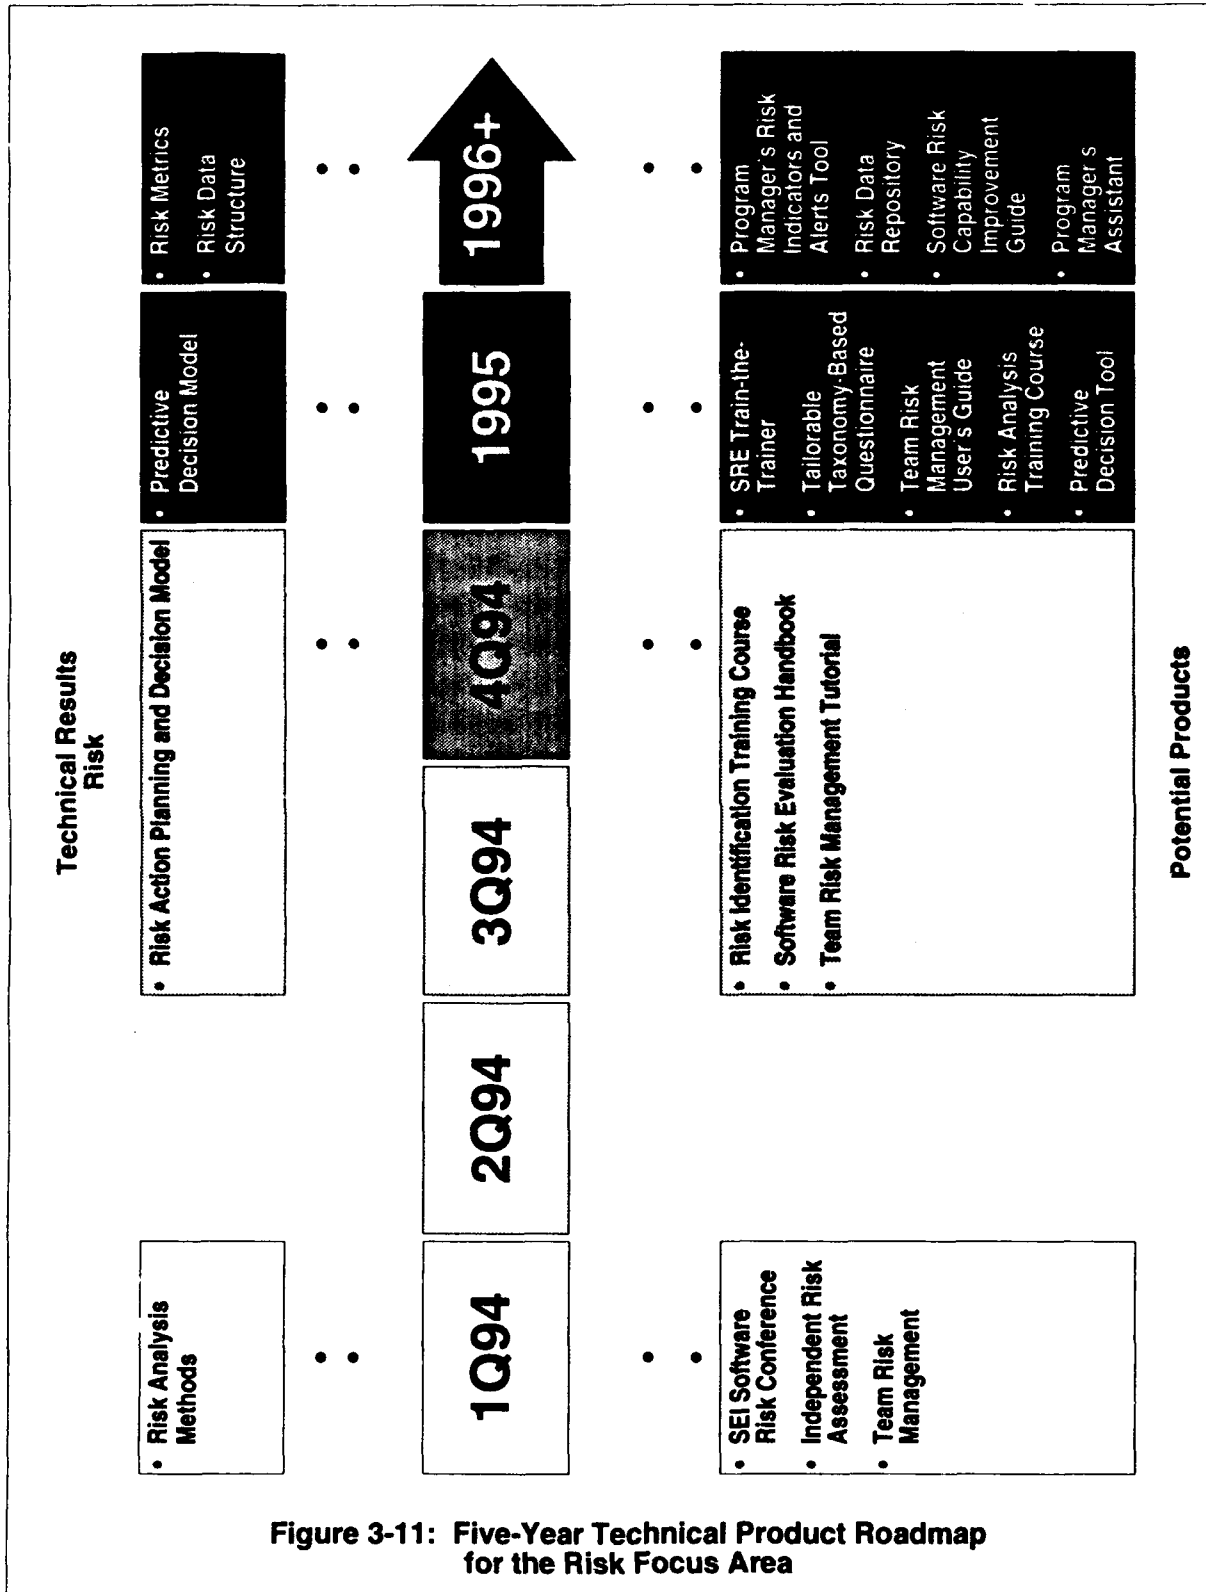 Technical Results
Risk
• Risk Analysis
Methods
• Risk Action Planning and Decision Model
• Predictive
Decision Model
• Risk Metrics
• Risk Data
Structure
1Q94
2Q94
3Q94
4Q94
1995
1996+
• SEI Software
Risk Conference
• Independent Risk
Assessment
• Team Risk
Management
• Risk Identification Training Course
• Software Risk Evaluation Handbook
• Team Risk Management Tutorial
• SRE Train-the-
Trainer
• Tailorable
Taxonomy-Based
Questionnaire
• Team Risk
Management
User's Guide
• Risk Analysis
Training Course
• Predictive
Decision Tool
• Program
Manager's Risk
Indicators and
Alerts Tool
• Risk Data
Repository
• Software Risk
Capability
Improvement
Guide
• Program
Manager s
Assistant
Potential Products
Figure 3-11: Five-Year Technical Product Roadmap
for the Risk Focus Area